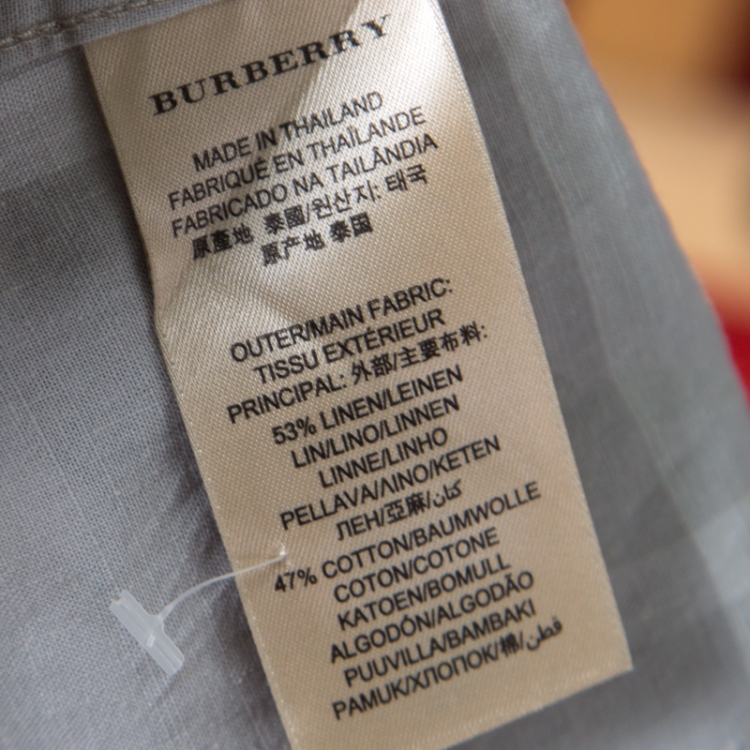 BURBERRY
MADE IN THAILAND
FABRIQUÉ EN THAÏLANDE
FABRICADO NA TAILÂNDIA
原產地 泰國/원산지: 태국
原产地 泰国
OUTER/MAIN FABRIC:
TISSU EXTÉRIEUR
PRINCIPAL: 外部/主要布料:
53% LINEN/LEINEN
LIN/LINO/LINNEN
LINNE/LINHO
PELLAVA/ΛΙΝΟ/KETEN
ЛЕН/亞麻/كتان
47% COTTON/BAUMWOLLE
COTON/COTONE
KATOEN/BOMULL
ALGODÓN/ALGODÃO
PUUVILLA/BAMBAKI
PAMUK/ХЛОПОК/棉/قطن